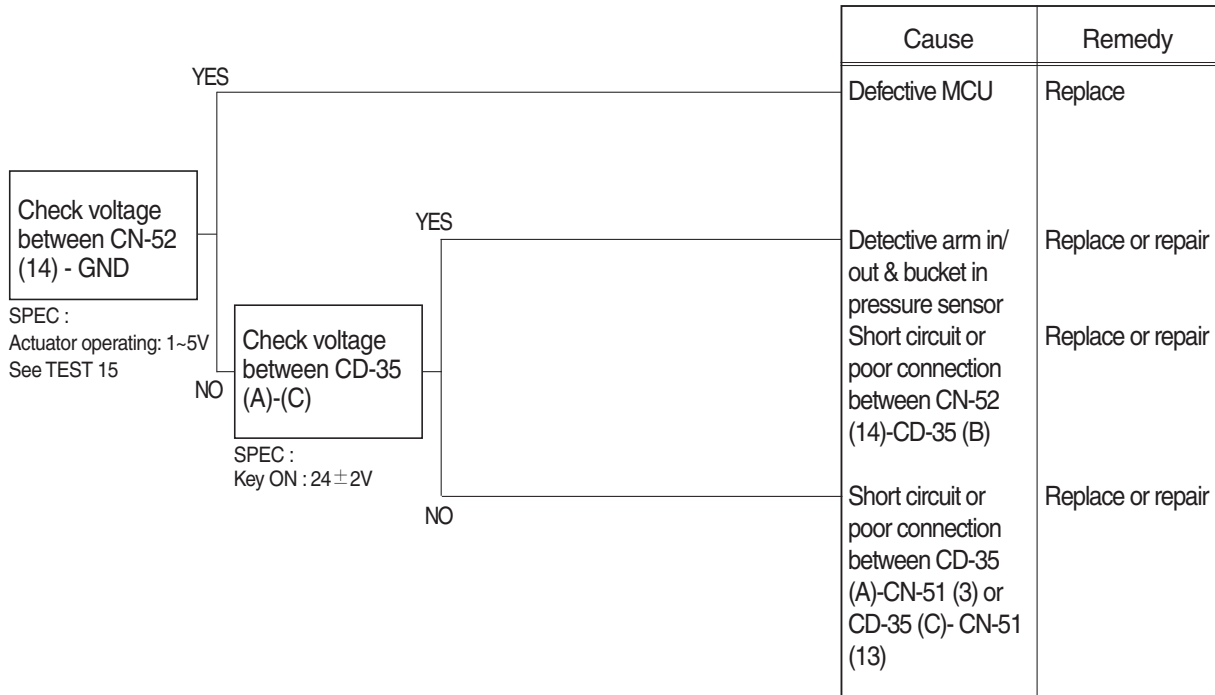 Cause
Remedy
YES
Defective MCU
Replace
Check voltage
between CN-52
(14) - GND
SPEC :
Actuator operating: 1~5V
See TEST 15
YES
Detective arm in/
out & bucket in
pressure sensor
Replace or repair
Short circuit or
poor connection
between CN-52
(14)-CD-35 (B)
Replace or repair
NO
Check voltage
between CD-35
(A)-(C)
SPEC :
Key ON : 24±2V
NO
Short circuit or
poor connection
between CD-35
(A)-CN-51 (3) or
CD-35 (C)- CN-51
(13)
Replace or repair